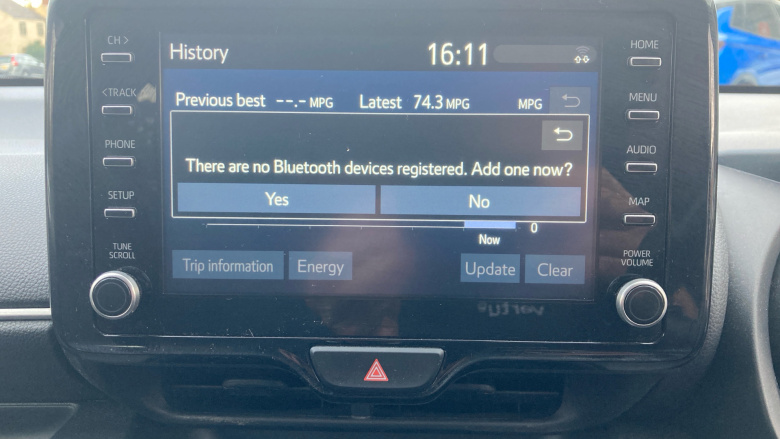 CH >
< TRACK
PHONE
SETUP
TUNE
SCROLL
History 16:11
Previous best --.- MPG Latest 74.3 MPG MPG
There are no Bluetooth devices registered. Add one now?
Yes No
0
Now
Trip information Energy Update Clear
HOME
MENU
AUDIO
MAP
POWER
VOLUME